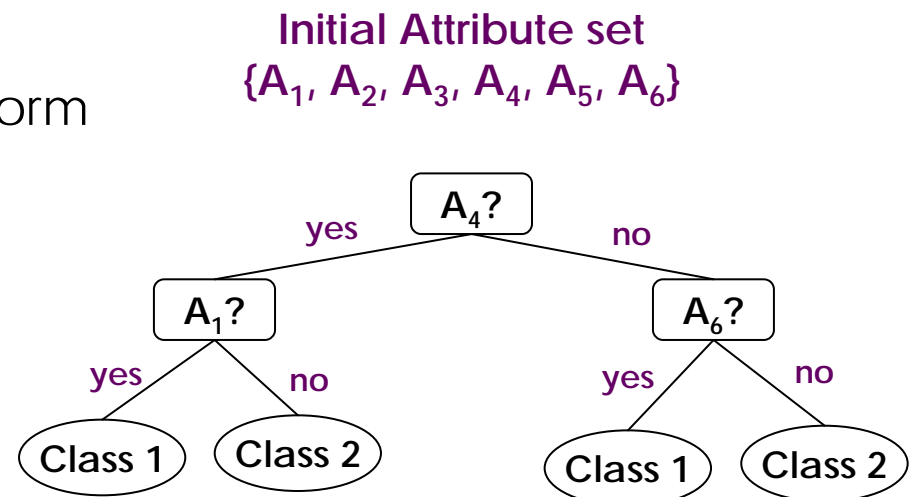 Initial Attribute set
{A₁, A₂, A₃, A₄, A₅, A₆}
orm
A₄?
yes
no
A₁?
A₆?
yes
no
yes
no
Class 1
Class 2
Class 1
Class 2